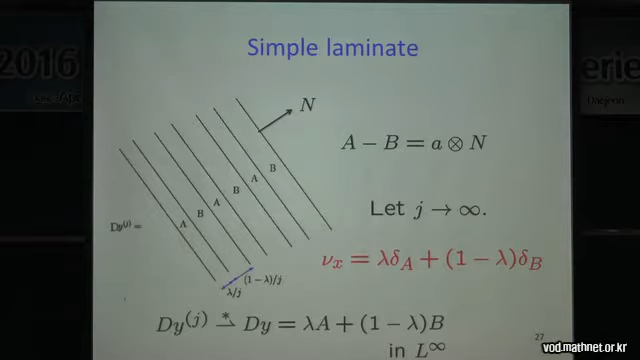 2016
erie
Daejeon
Simple laminate
N
A − B = a ⊗ N
Let j → ∞.
ν_x = λδ_A + (1 − λ)δ_B
Dy^(j) =
A B A B A B
(1−λ)/j
λ/j
Dy^(j) ⇀* Dy = λA + (1 − λ)B
in L^∞
27
vod.mathnet.or.kr